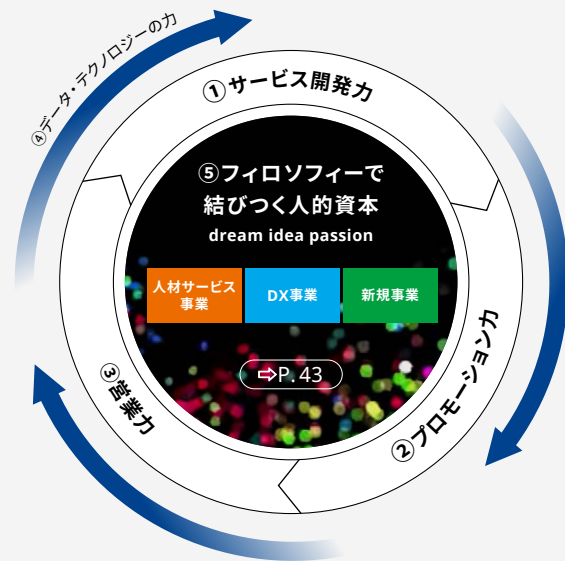 ④データ・テクノロジーの力
①サービス開発力
⑤フィロソフィーで
結びつく人的資本
dream idea passion
人材サービス
事業
DX事業
新規事業
⇨P. 43
②プロモーション力
③営業力